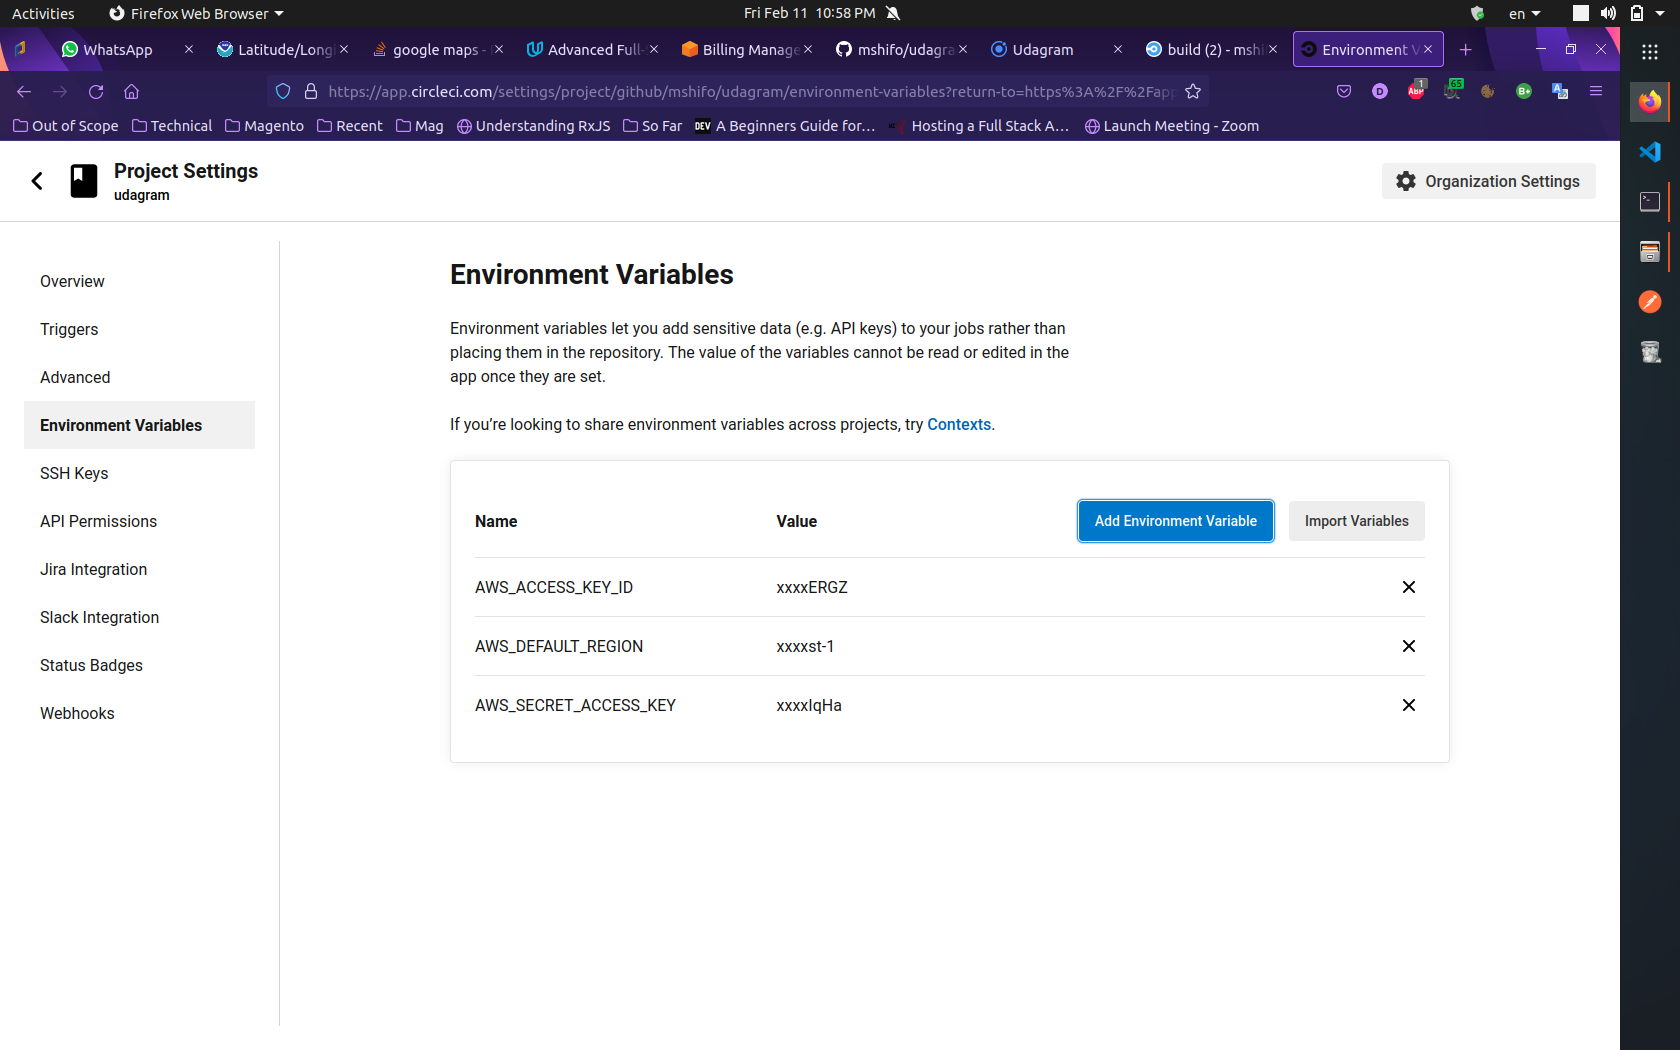 Activities Firefox Web Browser Fri Feb 11 10:58 PM en
WhatsApp Latitude/Longi google maps - Advanced Full- Billing Manage mshifo/udagra Udagram build (2) - mshi Environment V
https://app.circleci.com/settings/project/github/mshifo/udagram/environment-variables?return-to=https%3A%2F%2Fapp
D ABP 1 65 B+
Out of Scope Technical Magento Recent Mag Understanding RxJS So Far DEV A Beginners Guide for... Hosting a Full Stack A... Launch Meeting - Zoom
Project Settings
udagram
Organization Settings
Overview
Triggers
Advanced
Environment Variables
SSH Keys
API Permissions
Jira Integration
Slack Integration
Status Badges
Webhooks
Environment Variables
Environment variables let you add sensitive data (e.g. API keys) to your jobs rather than
placing them in the repository. The value of the variables cannot be read or edited in the
app once they are set.
If you're looking to share environment variables across projects, try Contexts.
Name Value Add Environment Variable Import Variables
AWS_ACCESS_KEY_ID xxxxERGZ
AWS_DEFAULT_REGION xxxxst-1
AWS_SECRET_ACCESS_KEY xxxxIqHa